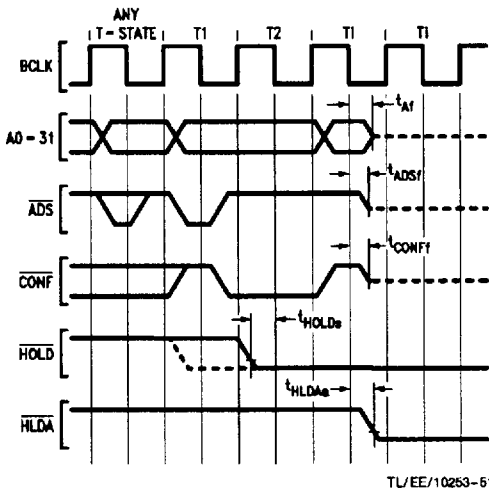 ANY
T - STATE
T1
T2
T1
T1
BCLK
tAf
A0 - 31
tADSf
ADS
tCONFf
CONF
tHOLDs
HOLD
tHLDAa
HLDA
TL/EE/10253-51